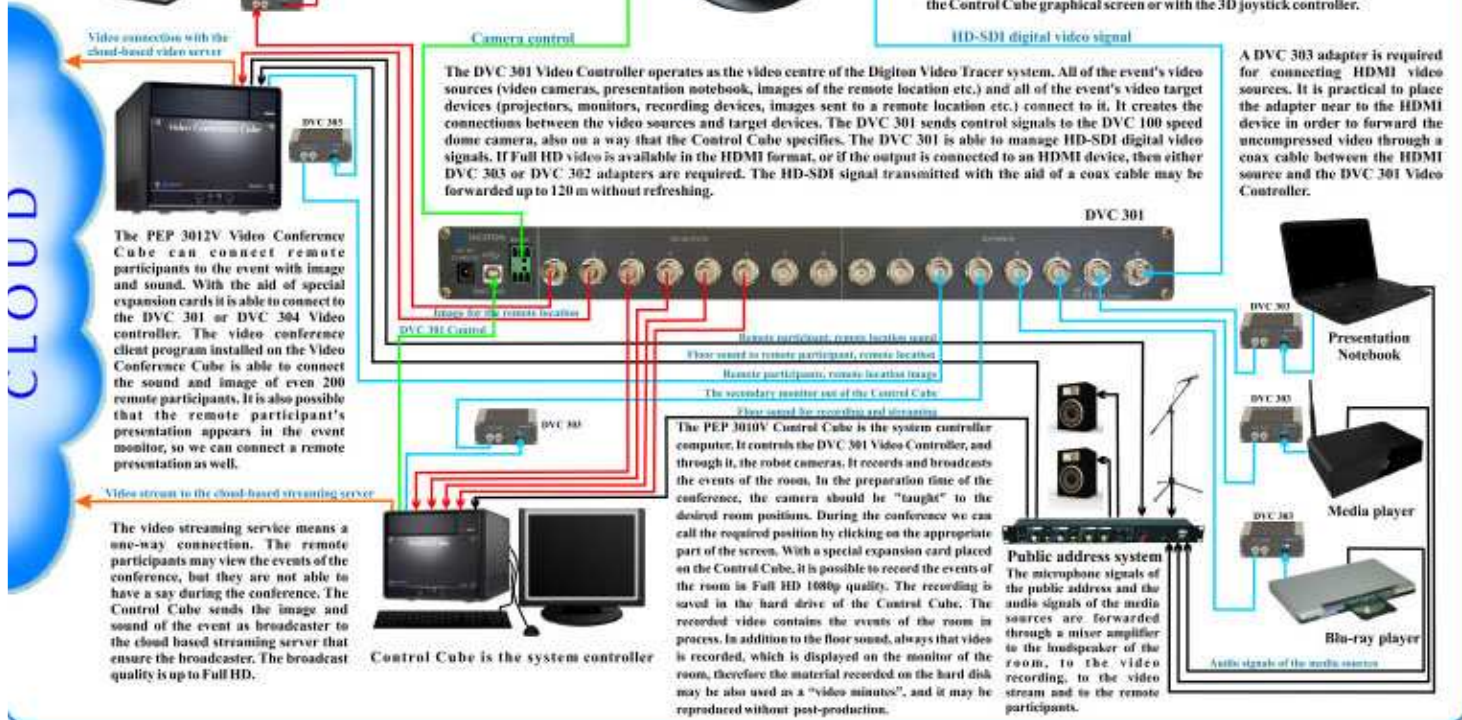 the Control Cube graphical screen or with the 3D joystick controller.
Video connection with the
cloud-based video server
Camera control
HD-SDI digital video signal
The DVC 301 Video Controller operates as the video centre of the Digiton Video Tracer system. All of the event's video
sources (video cameras, presentation notebook, images of the remote location etc.) and all of the event's video target
devices (projectors, monitors, recording devices, images sent to a remote location etc.) connect to it. It creates the
connections between the video sources and target devices. The DVC 301 sends control signals to the DVC 100 speed
dome camera, also on a way that the Control Cube specifies. The DVC 301 is able to manage HD-SDI digital video
signals. If Full HD video is available in the HDMI format, or if the output is connected to an HDMI device, then either
DVC 303 or DVC 302 adapters are required. The HD-SDI signal transmitted with the aid of a coax cable may be
forwarded up to 120 m without refreshing.
A DVC 303 adapter is required
for connecting HDMI video
sources. It is practical to place
the adapter near to the HDMI
device in order to forward the
uncompressed video through a
coax cable between the HDMI
source and the DVC 301 Video
Controller.
DVC 303
Video Conference Cube
CLOUD
DVC 301
DIGITON
The PEP 3012V Video Conference
Cube can connect remote
participants to the event with image
and sound. With the aid of special
expansion cards it is able to connect to
the DVC 301 or DVC 304 Video
controller. The video conference
client program installed on the Video
Conference Cube is able to connect
the sound and image of even 200
remote participants. It is also possible
that the remote participant's
presentation appears in the event
monitor, so we can connect a remote
presentation as well.
Image for the remote location
DVC 301 Control
Remote participant, remote location sound
Floor sound to remote participant, remote location
Remote participants, remote location image
The secondary monitor out of the Control Cube
Floor sound for recording and streaming
DVC 303
DVC 303
Presentation
Notebook
DVC 303
Media player
DVC 303
Blu-ray player
Video stream to the cloud-based streaming server
The video streaming service means a
one-way connection. The remote
participants may view the events of the
conference, but they are not able to
have a say during the conference. The
Control Cube sends the image and
sound of the event as broadcaster to
the cloud based streaming server that
ensure the broadcaster. The broadcast
quality is up to Full HD.
Control Cube is the system controller
The PEP 3010V Control Cube is the system controller
computer. It controls the DVC 301 Video Controller, and
through it, the robot cameras. It records and broadcasts
the events of the room. In the preparation time of the
conference, the camera should be "taught" to the
desired room positions. During the conference we can
call the required position by clicking on the appropriate
part of the screen. With a special expansion card placed
on the Control Cube, it is possible to record the events of
the room in Full HD 1080p quality. The recording is
saved in the hard drive of the Control Cube. The
recorded video contains the events of the room in
process. In addition to the floor sound, always that video
is recorded, which is displayed on the monitor of the
room, therefore the material recorded on the hard disk
may be also used as a "video minutes", and it may be
reproduced without post-production.
Public address system
The microphone signals of
the public address and the
audio signals of the media
sources are forwarded
through a mixer amplifier
to the loudspeaker of the
room, to the video
recording, to the video
stream and to the remote
participants.
Audio signals of the media sources